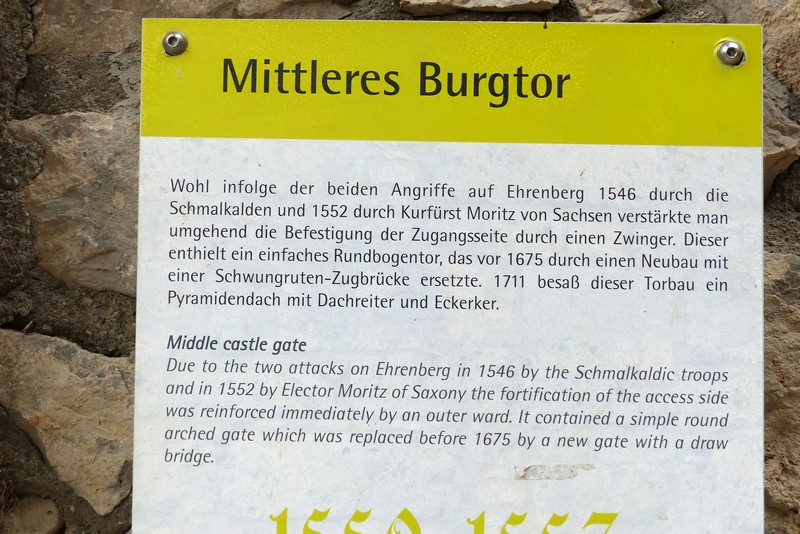 Mittleres Burgtor
Wohl infolge der beiden Angriffe auf Ehrenberg 1546 durch die
Schmalkalden und 1552 durch Kurfürst Moritz von Sachsen verstärkte man
umgehend die Befestigung der Zugangsseite durch einen Zwinger. Dieser
enthielt ein einfaches Rundbogentor, das vor 1675 durch einen Neubau mit
einer Schwungruten-Zugbrücke ersetzte. 1711 besaß dieser Torbau ein
Pyramidendach mit Dachreiter und Eckerker.
Middle castle gate
Due to the two attacks on Ehrenberg in 1546 by the Schmalkaldic troops
and in 1552 by Elector Moritz of Saxony the fortification of the access side
was reinforced immediately by an outer ward. It contained a simple round
arched gate which was replaced before 1675 by a new gate with a draw
bridge.